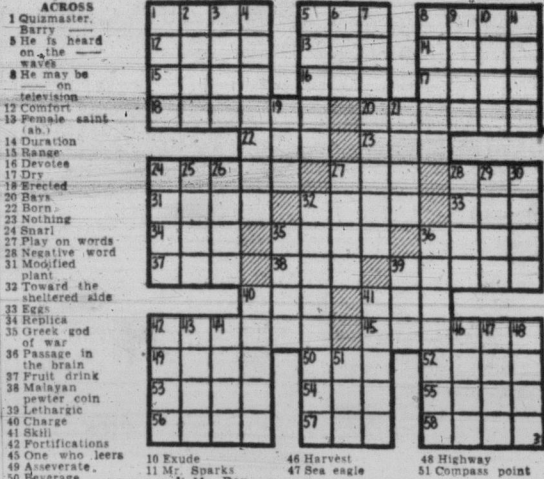 ACROSS
1 Quizmaster,
Barry —
5 He is heard
on the —
waves
8 He may be
— on
television
12 Comfort
13 Female saint
(ab.)
14 Duration
15 Range
16 Devotee
17 Dry
18 Erected
20 Bays
22 Born
23 Nothing
24 Snarl
27 Play on words
28 Negative word
31 Modified
plant
32 Toward the
sheltered side
33 Eggs
34 Replica
35 Greek god
of war
36 Passage in
the brain
37 Fruit drink
38 Malayan
pewter coin
39 Lethargic
40 Charge
41 Skill
42 Fortifications
45 One who leers
49 Asseverate
50 Beverage
1 2 3 4 5 6 7 8 9 10 11
12 13 14
15 16 17
18 19 20 21
22 23
24 25 26 27 28 29 30
31 32 33
34 35 36
37 38 39
40 41
42 43 44 45 46 47 48
49 50 51 52
53 54 55
56 57 58
10 Exude
11 Mr. Sparks
46 Harvest
47 Sea eagle
48 Highway
51 Compass point